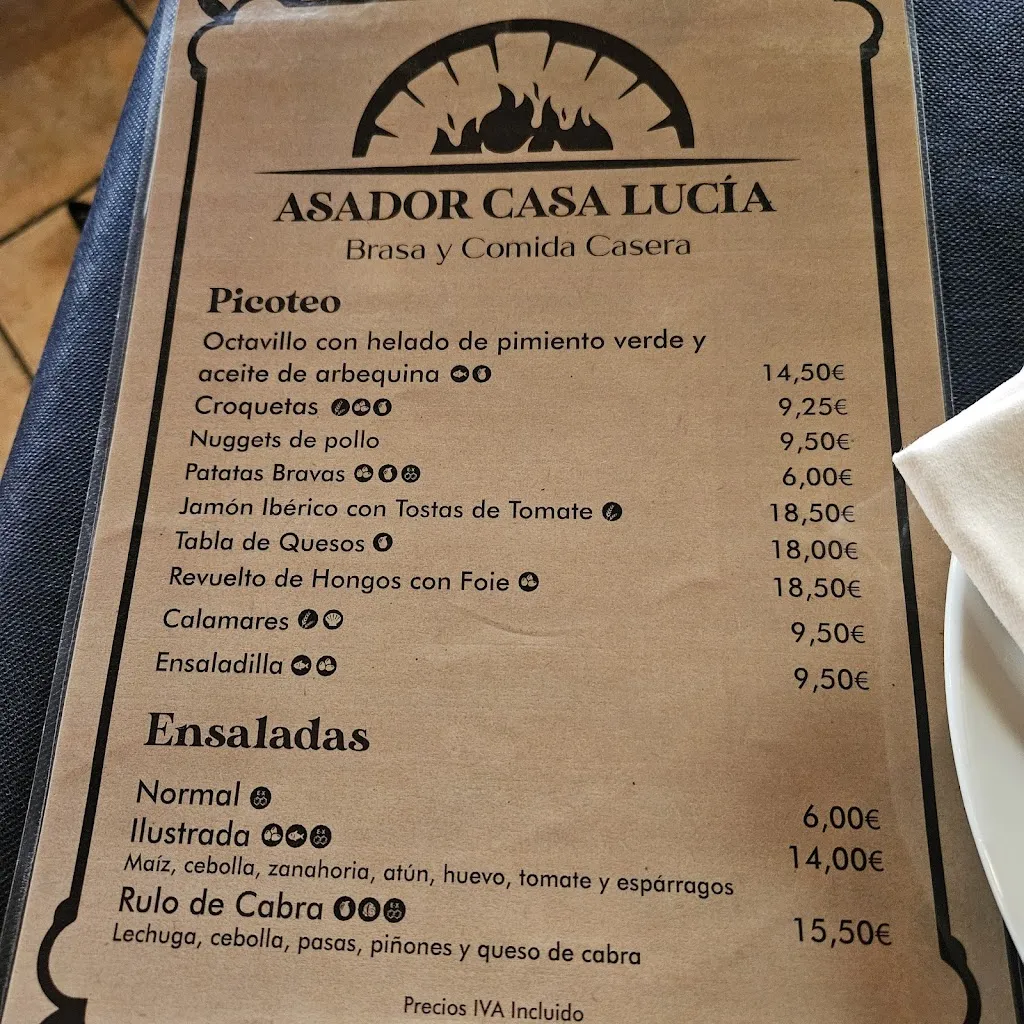 ASADOR CASA LUCÍA
Brasa y Comida Casera
Picoteo
Octavillo con helado de pimiento verde y
aceite de arbequina 14,50€
Croquetas 9,25€
Nuggets de pollo 9,50€
Patatas Bravas 6,00€
Jamón Ibérico con Tostas de Tomate 18,50€
Tabla de Quesos 18,00€
Revuelto de Hongos con Foie 18,50€
Calamares 9,50€
Ensaladilla 9,50€
Ensaladas
Normal 6,00€
Ilustrada 14,00€
Maíz, cebolla, zanahoria, atún, huevo, tomate y espárragos
Rulo de Cabra 15,50€
Lechuga, cebolla, pasas, piñones y queso de cabra
Precios IVA Incluido